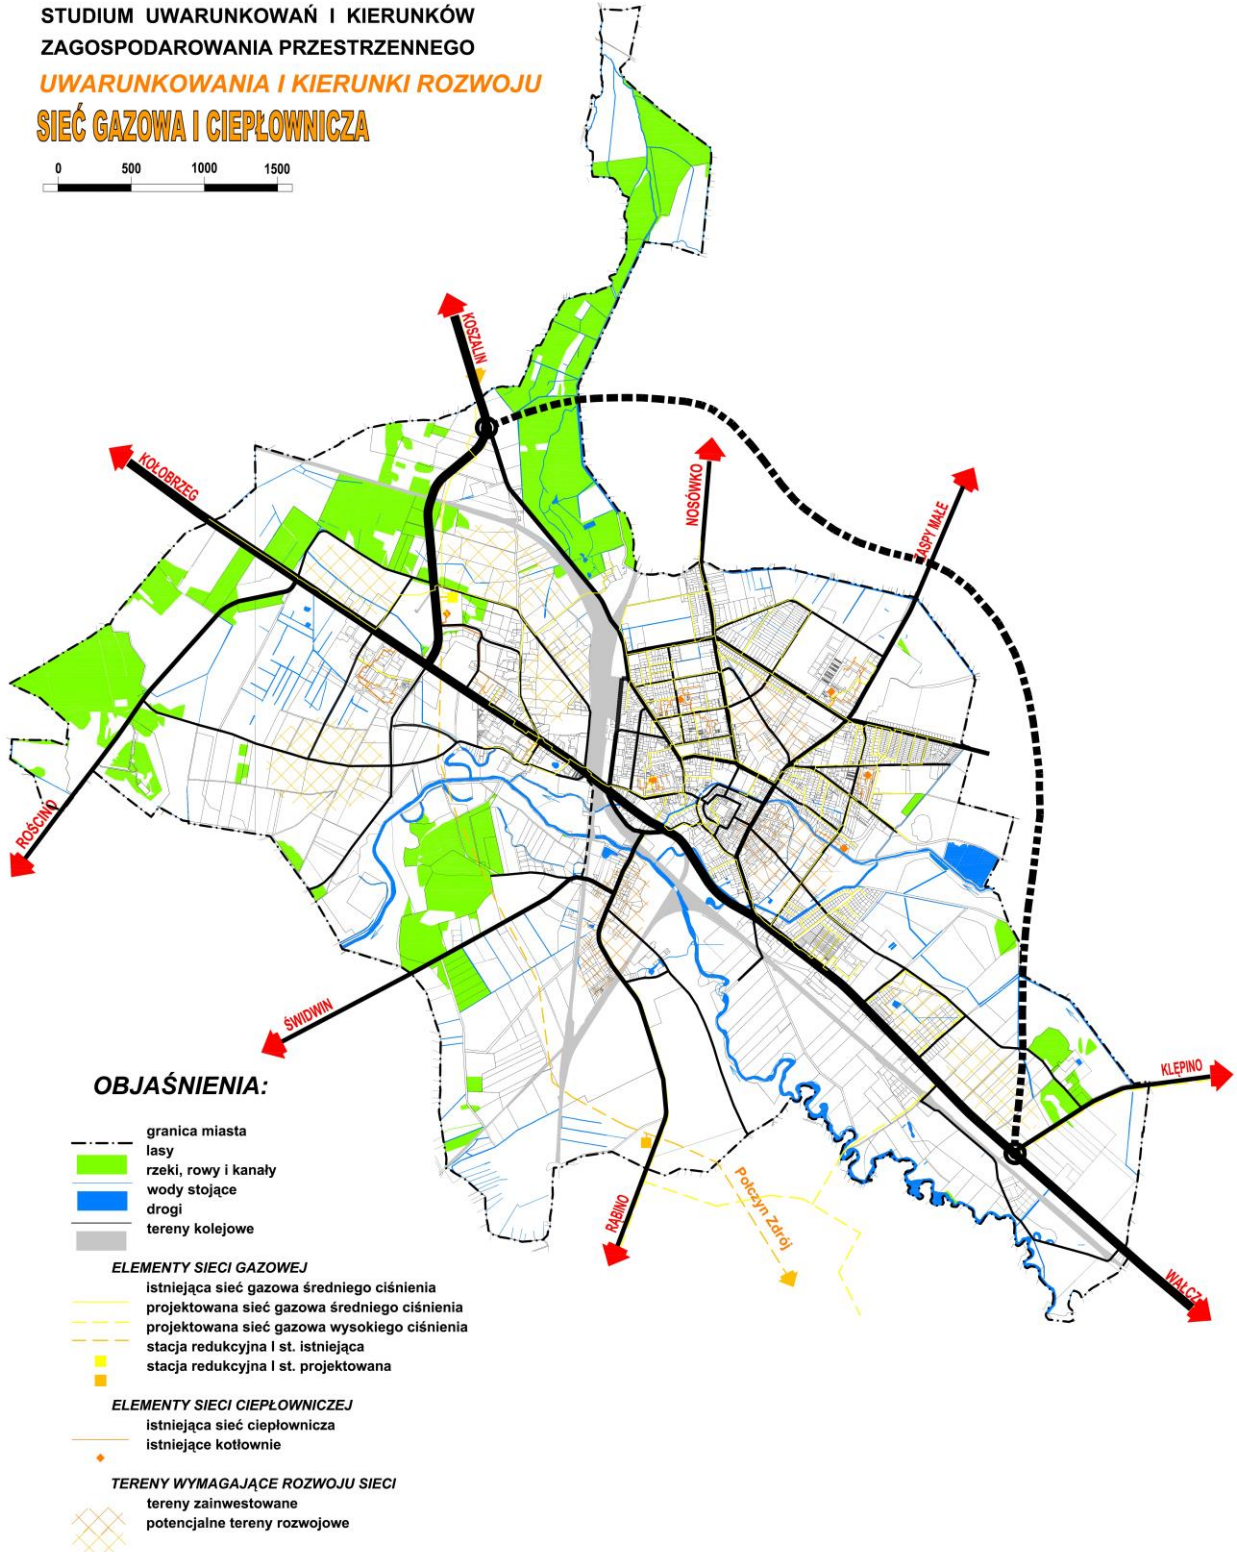 STUDIUM UWARUNKOWAŃ I KIERUNKÓW
ZAGOSPODAROWANIA PRZESTRZENNEGO
UWARUNKOWANIA I KIERUNKI ROZWOJU
SIEĆ GAZOWA I CIEPŁOWNICZA
0 500 1000 1500
KOSZALIN
KOŁOBRZEG
NOSÓWKO
ZASPY MAŁE
ROŚCINO
ŚWIDWIN
KLĘPINO
RĄBINO
Połczyn Zdrój
WAŁCZ
OBJAŚNIENIA:
granica miasta
lasy
rzeki, rowy i kanały
wody stojące
drogi
tereny kolejowe
ELEMENTY SIECI GAZOWEJ
istniejąca sieć gazowa średniego ciśnienia
projektowana sieć gazowa średniego ciśnienia
projektowana sieć gazowa wysokiego ciśnienia
stacja redukcyjna I st. istniejąca
stacja redukcyjna I st. projektowana
ELEMENTY SIECI CIEPŁOWNICZEJ
istniejąca sieć ciepłownicza
istniejące kotłownie
TERENY WYMAGAJĄCE ROZWOJU SIECI
tereny zainwestowane
potencjalne tereny rozwojowe